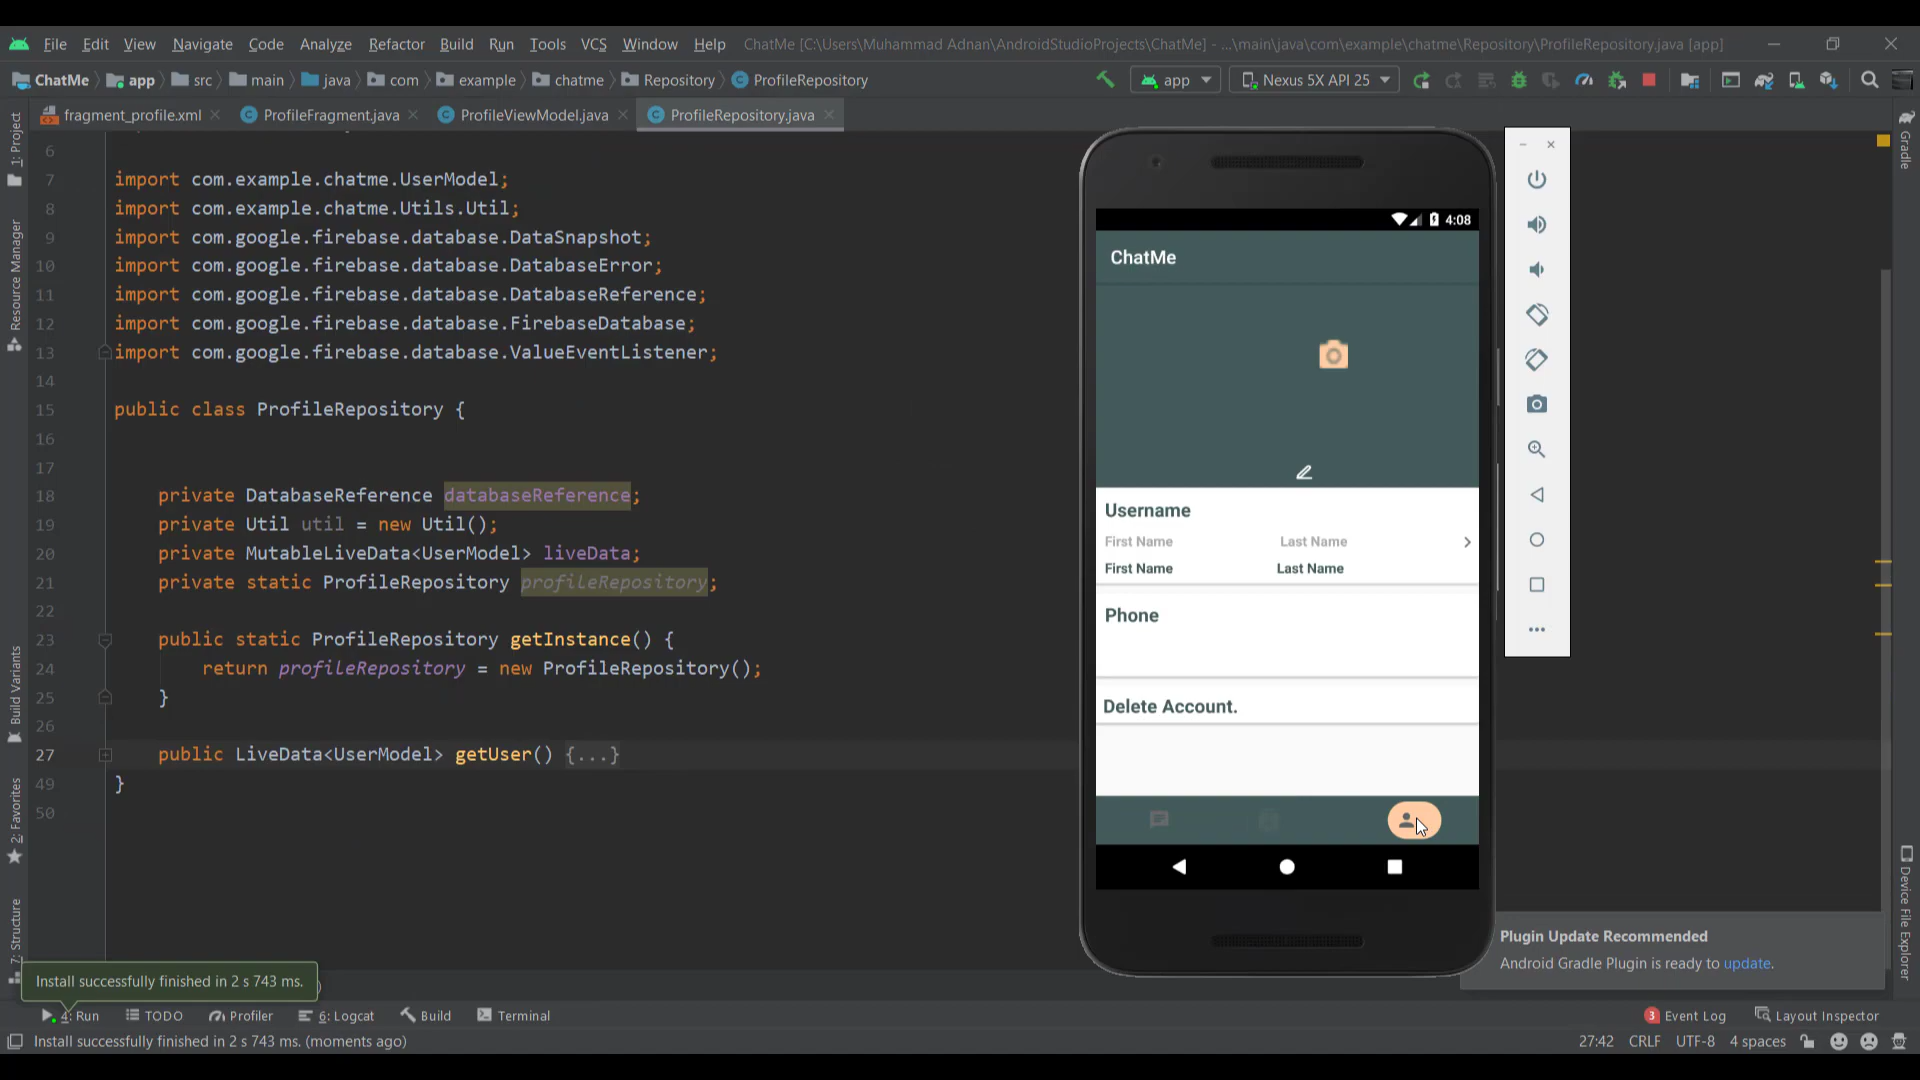 File Edit View Navigate Code Analyze Refactor Build Run Tools VCS Window Help ChatMe [C:\Users\Muhammad Adnan\AndroidStudioProjects\ChatMe] - ...\main\java\com\example\chatme\Repository\ProfileRepository.java [app]
ChatMe app src main java com example chatme Repository ProfileRepository app Nexus 5X API 25
fragment_profile.xml ProfileFragment.java ProfileViewModel.java ProfileRepository.java
1: Project
Resource Manager
Build Variants
2: Favorites
7: Structure
6
7 import com.example.chatme.UserModel;
8 import com.example.chatme.Utils.Util;
9 import com.google.firebase.database.DataSnapshot;
10 import com.google.firebase.database.DatabaseError;
11 import com.google.firebase.database.DatabaseReference;
12 import com.google.firebase.database.FirebaseDatabase;
13 import com.google.firebase.database.ValueEventListener;
14
15 public class ProfileRepository {
16
17
18 private DatabaseReference databaseReference;
19 private Util util = new Util();
20 private MutableLiveData<UserModel> liveData;
21 private static ProfileRepository profileRepository;
22
23 public static ProfileRepository getInstance() {
24 return profileRepository = new ProfileRepository();
25 }
26
27 public LiveData<UserModel> getUser() {...}
49 }
50
4:08
ChatMe
Username
First Name Last Name
First Name Last Name
Phone
Delete Account.
Gradle
Device File Explorer
Plugin Update Recommended
Android Gradle Plugin is ready to update.
Install successfully finished in 2 s 743 ms.
4: Run TODO Profiler 6: Logcat Build Terminal 3 Event Log Layout Inspector
Install successfully finished in 2 s 743 ms. (moments ago) 27:42 CRLF UTF-8 4 spaces